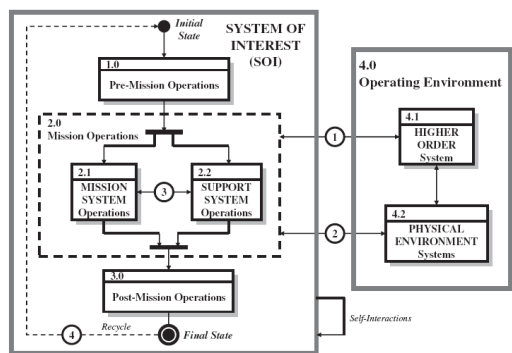 Initial
State
SYSTEM OF
INTEREST
(SOI)
1.0
Pre-Mission Operations
2.0
Mission Operations
2.1
MISSION
SYSTEM
Operations
3
2.2
SUPPORT
SYSTEM
Operations
3.0
Post-Mission Operations
Recycle
4
Final State
1
2
Self-Interactions
4.0
Operating Environment
4.1
HIGHER
ORDER
System
4.2
PHYSICAL
ENVIRONMENT
Systems